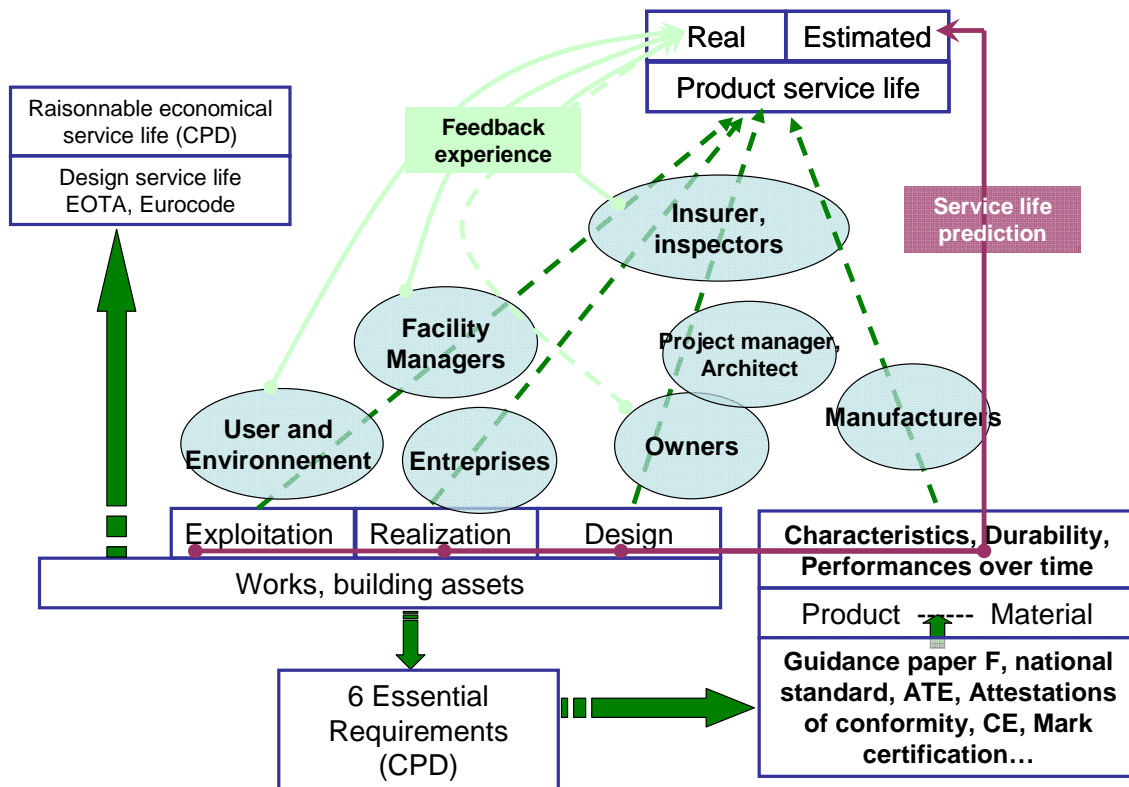 Real
Estimated
Product service life
Raisonnable economical
service life (CPD)
Design service life
EOTA, Eurocode
Feedback
experience
Insurer,
inspectors
Service life
prediction
Facility
Managers
Project manager,
Architect
User and
Environnement
Entreprises
Owners
Manufacturers
Exploitation
Realization
Design
Works, building assets
Characteristics, Durability,
Performances over time
Product ------ Material
6 Essential
Requirements
(CPD)
Guidance paper F, national
standard, ATE, Attestations
of conformity, CE, Mark
certification…